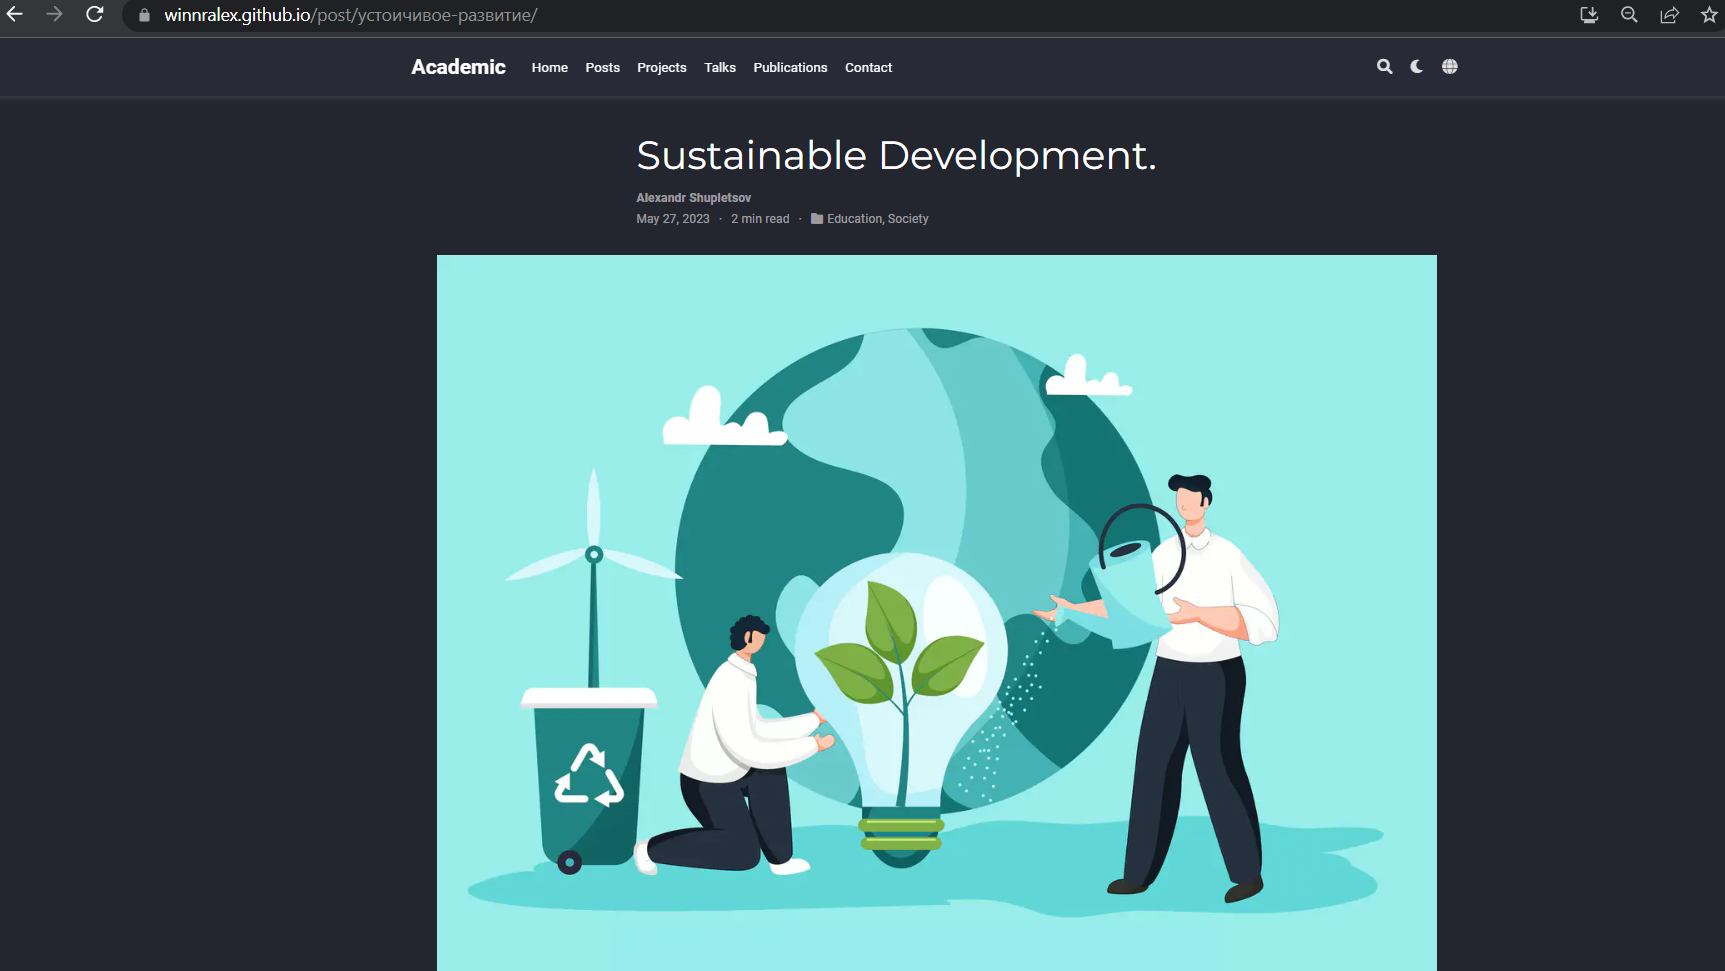 winnralex.github.io/post/устоичивое-развитие/
Academic Home Posts Projects Talks Publications Contact
Sustainable Development.
Alexandr Shupletsov
May 27, 2023 · 2 min read · Education, Society